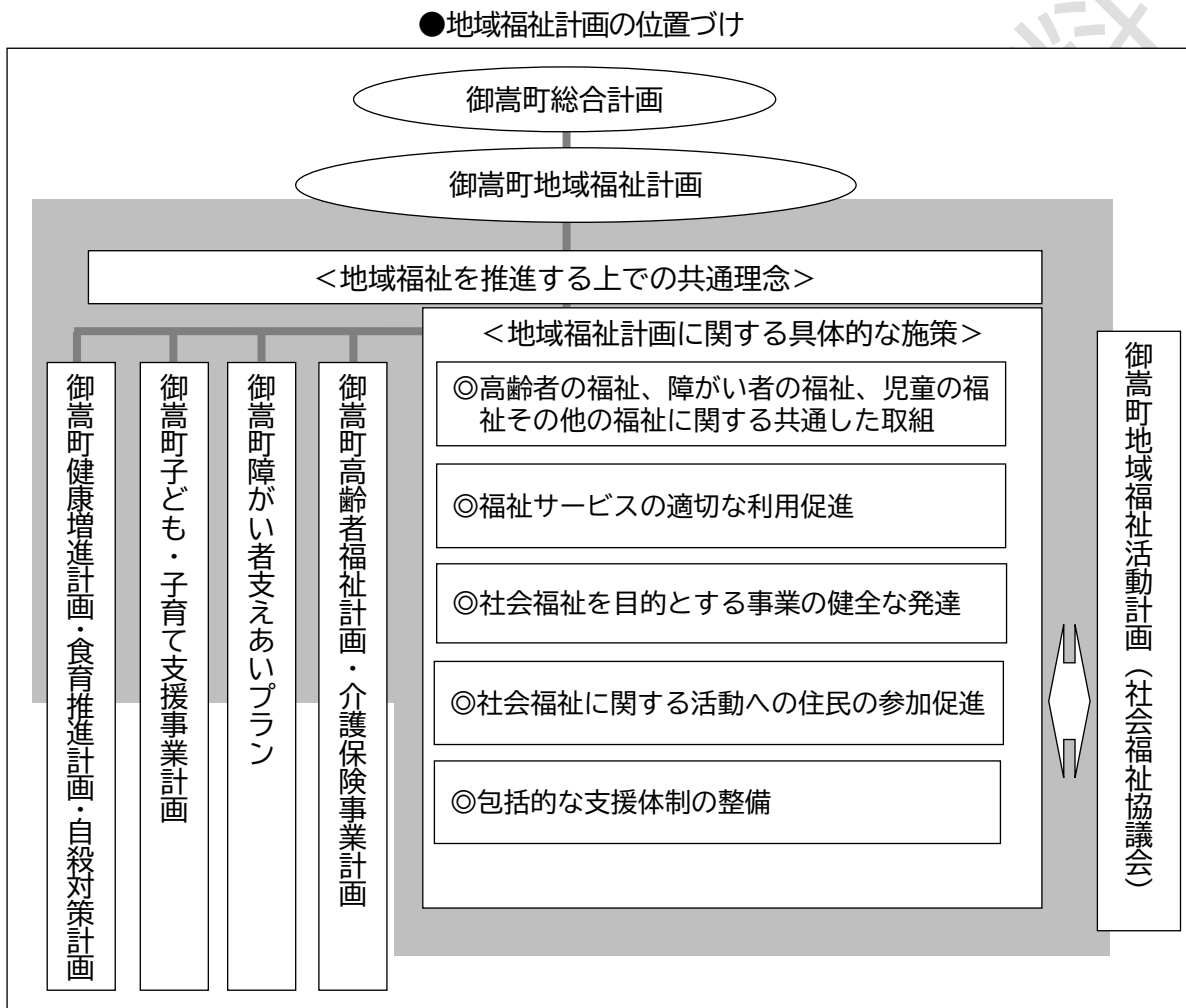 ●地域福祉計画の位置づけ
御嵩町総合計画
御嵩町地域福祉計画
＜地域福祉を推進する上での共通理念＞
＜地域福祉計画に関する具体的な施策＞
◎高齢者の福祉、障がい者の福祉、児童の福
祉その他の福祉に関する共通した取組
◎福祉サービスの適切な利用促進
◎社会福祉を目的とする事業の健全な発達
◎社会福祉に関する活動への住民の参加促進
◎包括的な支援体制の整備
御嵩町高齢者福祉計画・介護保険事業計画
御嵩町障がい者支えあいプラン
御嵩町子ども・子育て支援事業計画
御嵩町健康増進計画・食育推進計画・自殺対策計画
御嵩町地域福祉活動計画（社会福祉協議会）